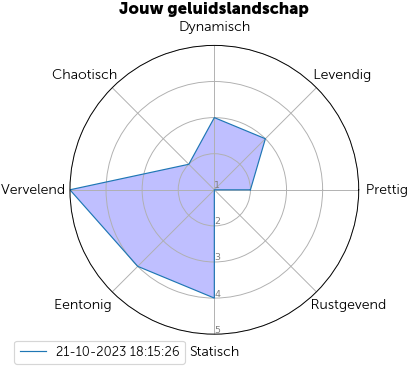 Jouw geluidslandschap
Dynamisch
Chaotisch
Levendig
Vervelend
Prettig
1
2
3
4
5
Eentonig
Rustgevend
Statisch
21-10-2023 18:15:26